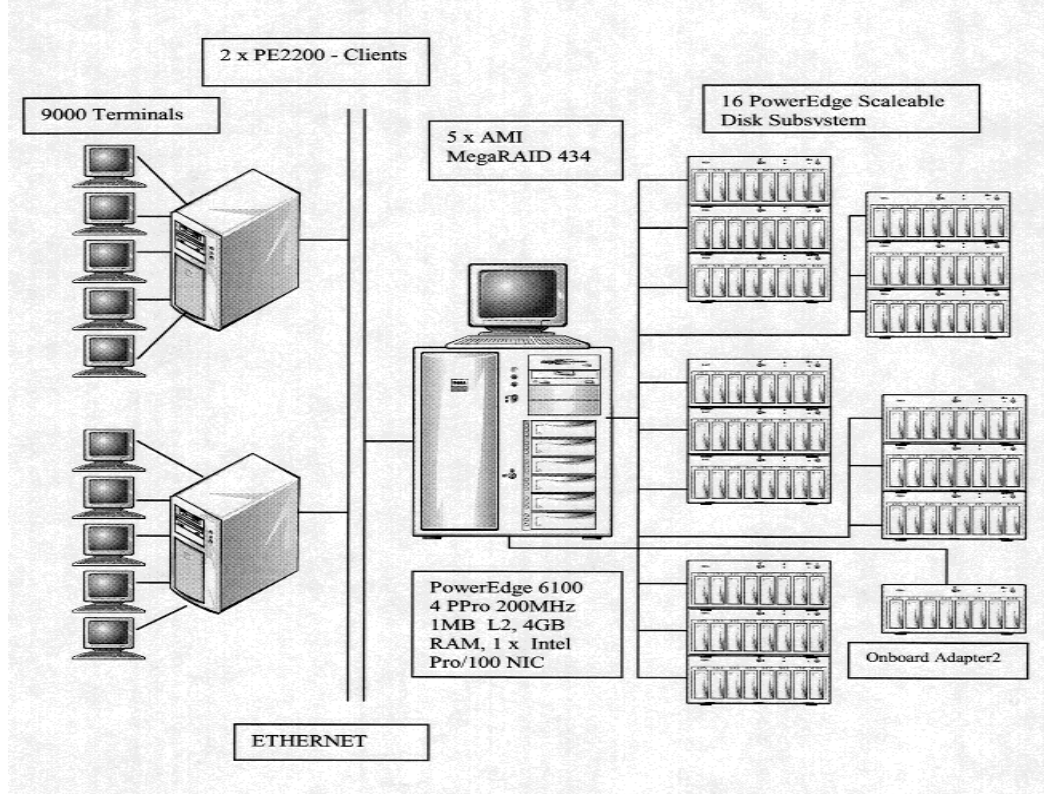 2 x PE2200 - Clients
9000 Terminals
5 x AMI
MegaRAID 434
16 PowerEdge Scaleable
Disk Subsystem
PowerEdge 6100
4 PPro 200MHz
1MB L2, 4GB
RAM, 1 x Intel
Pro/100 NIC
Onboard Adapter2
ETHERNET